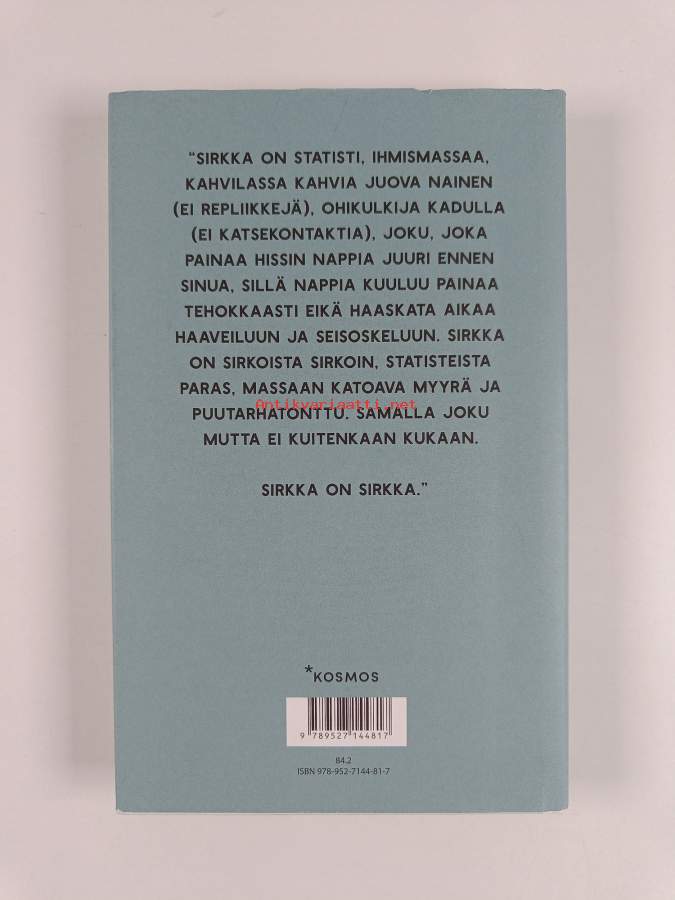 “SIRKKA ON STATISTI, IHMISMASSAA,
KAHVILASSA KAHVIA JUOVA NAINEN
(EI REPLIIKKEJÄ), OHIKULKIJA KADULLA
(EI KATSEKONTAKTIA), JOKU, JOKA
PAINAA HISSIN NAPPIA JUURI ENNEN
SINUA, SILLÄ NAPPIA KUULUU PAINAA
TEHOKKAASTI EIKÄ HAASKATA AIKAA
HAAVEILUUN JA SEISOSKELUUN. SIRKKA
ON SIRKOISTA SIRKOIN, STATISTEISTA
PARAS, MASSAAN KATOAVA MYYRÄ JA
Antikvariaatti.net
PUUTARHATONTTU. SAMALLA JOKU
MUTTA EI KUITENKAAN KUKAAN.
SIRKKA ON SIRKKA.”
*KOSMOS
9 789527 144817
84.2
ISBN 978-952-7144-81-7